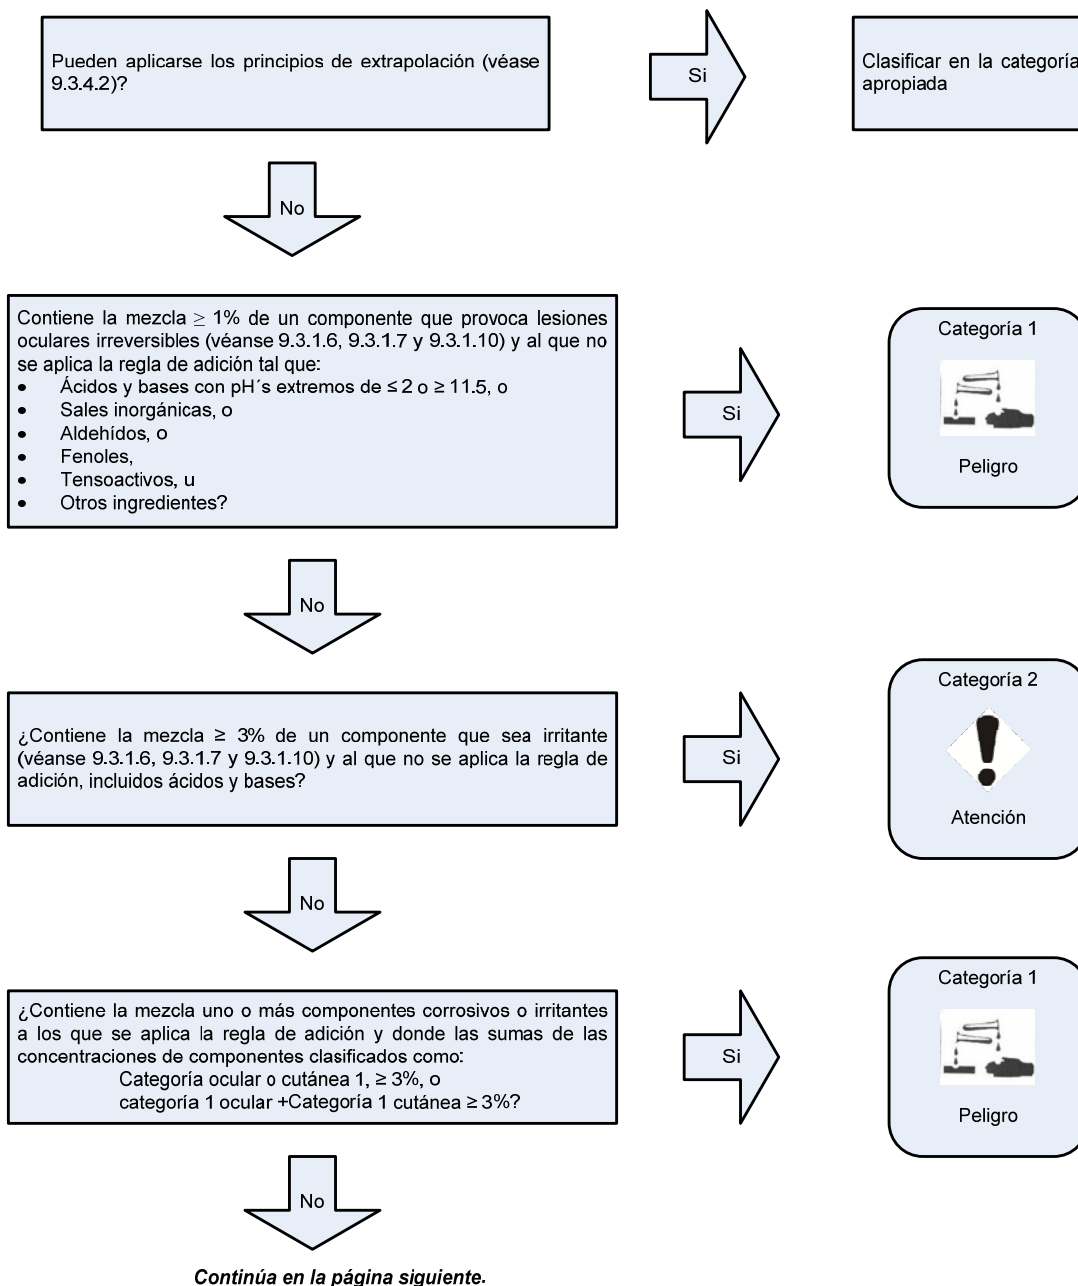 Pueden aplicarse los principios de extrapolación (véase
9.3.4.2)?
Si
Clasificar en la categoría
apropiada
No
Contiene la mezcla ≥ 1% de un componente que provoca lesiones
oculares irreversibles (véanse 9.3.1.6, 9.3.1.7 y 9.3.1.10) y al que no
se aplica la regla de adición tal que:
• Ácidos y bases con pH´s extremos de ≤ 2 o ≥ 11.5, o
• Sales inorgánicas, o
• Aldehídos, o
• Fenoles,
• Tensoactivos, u
• Otros ingredientes?
Si
Categoría 1
Peligro
No
¿Contiene la mezcla ≥ 3% de un componente que sea irritante
(véanse 9.3.1.6, 9.3.1.7 y 9.3.1.10) y al que no se aplica la regla de
adición, incluidos ácidos y bases?
Si
Categoría 2
Atención
No
¿Contiene la mezcla uno o más componentes corrosivos o irritantes
a los que se aplica la regla de adición y donde las sumas de las
concentraciones de componentes clasificados como:
Categoría ocular o cutánea 1, ≥ 3%, o
categoría 1 ocular +Categoría 1 cutánea ≥ 3%?
Si
Categoría 1
Peligro
No
Continúa en la página siguiente.